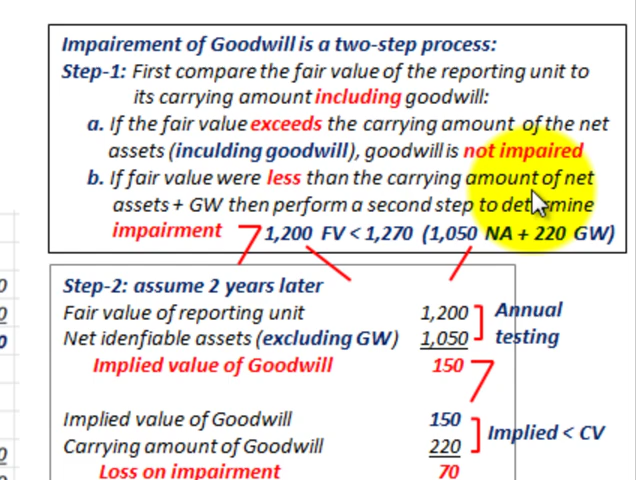 Impairement of Goodwill is a two-step process:
Step-1: First compare the fair value of the reporting unit to
its carrying amount including goodwill:
a. If the fair value exceeds the carrying amount of the net
assets (inculding goodwill), goodwill is not impaired
b. If fair value were less than the carrying amount of net
assets + GW then perform a second step to determine
impairment 1,200 FV < 1,270 (1,050 NA + 220 GW)
Step-2: assume 2 years later
Fair value of reporting unit 1,200 Annual
Net idenfiable assets (excluding GW) 1,050 testing
Implied value of Goodwill 150
Implied value of Goodwill 150
Implied < CV
Carrying amount of Goodwill 220
Loss on impairment 70
0
0
0
0
0